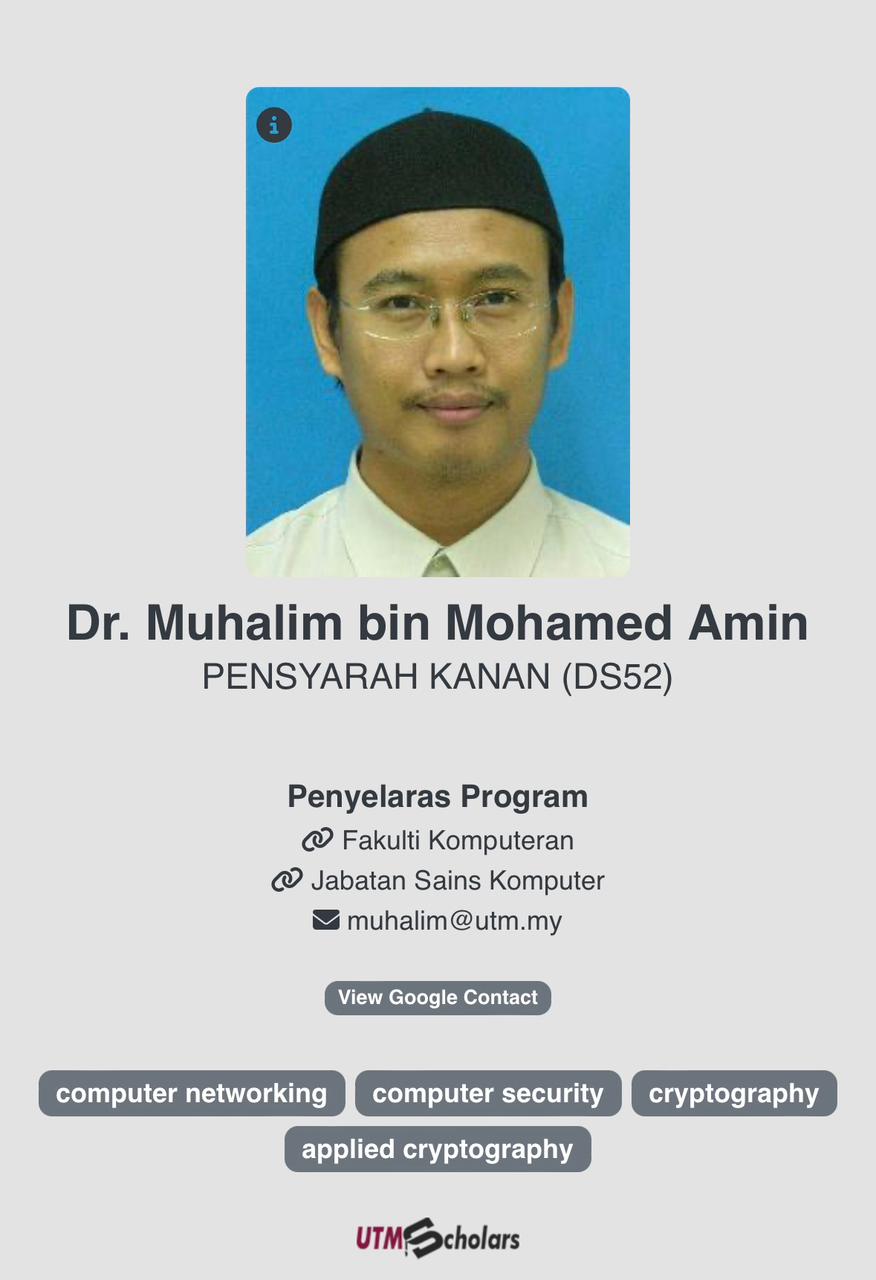 Dr. Muhalim bin Mohamed Amin
PENSYARAH KANAN (DS52)
Penyelaras Program
Fakulti Komputeran
Jabatan Sains Komputer
muhalim@utm.my
View Google Contact
computer networking computer security cryptography
applied cryptography
UTMScholars